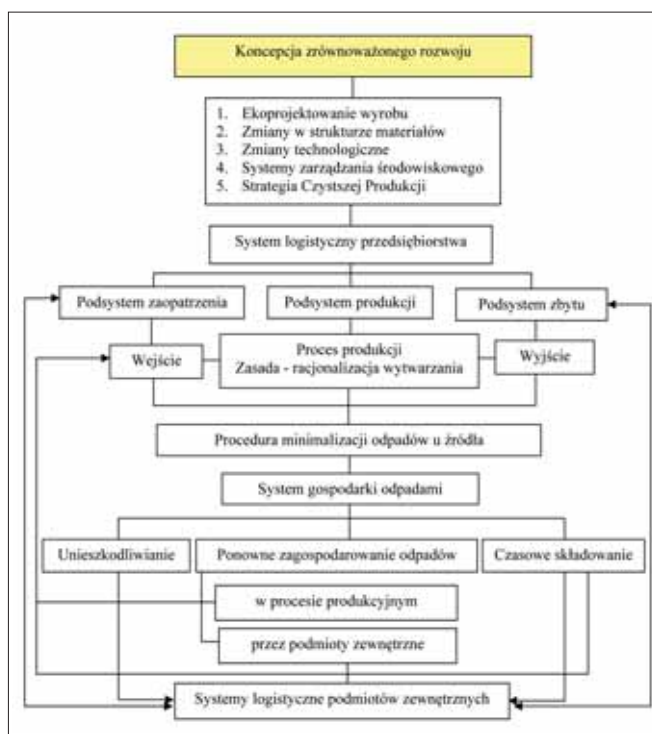 Koncepcja zrównoważonego rozwoju
1. Ekoprojektowanie wyrobu
2. Zmiany w strukturze materiałów
3. Zmiany technologiczne
4. Systemy zarządzania środowiskowego
5. Strategia Czystszej Produkcji
System logistyczny przedsiębiorstwa
Podsystem zaopatrzenia
Podsystem produkcji
Podsystem zbytu
Wejście
Proces produkcji
Zasada - racjonalizacja wytwarzania
Wyjście
Procedura minimalizacji odpadów u źródła
System gospodarki odpadami
Unieszkodliwianie
Ponowne zagospodarowanie odpadów
Czasowe składowanie
w procesie produkcyjnym
przez podmioty zewnętrzne
Systemy logistyczne podmiotów zewnętrznych